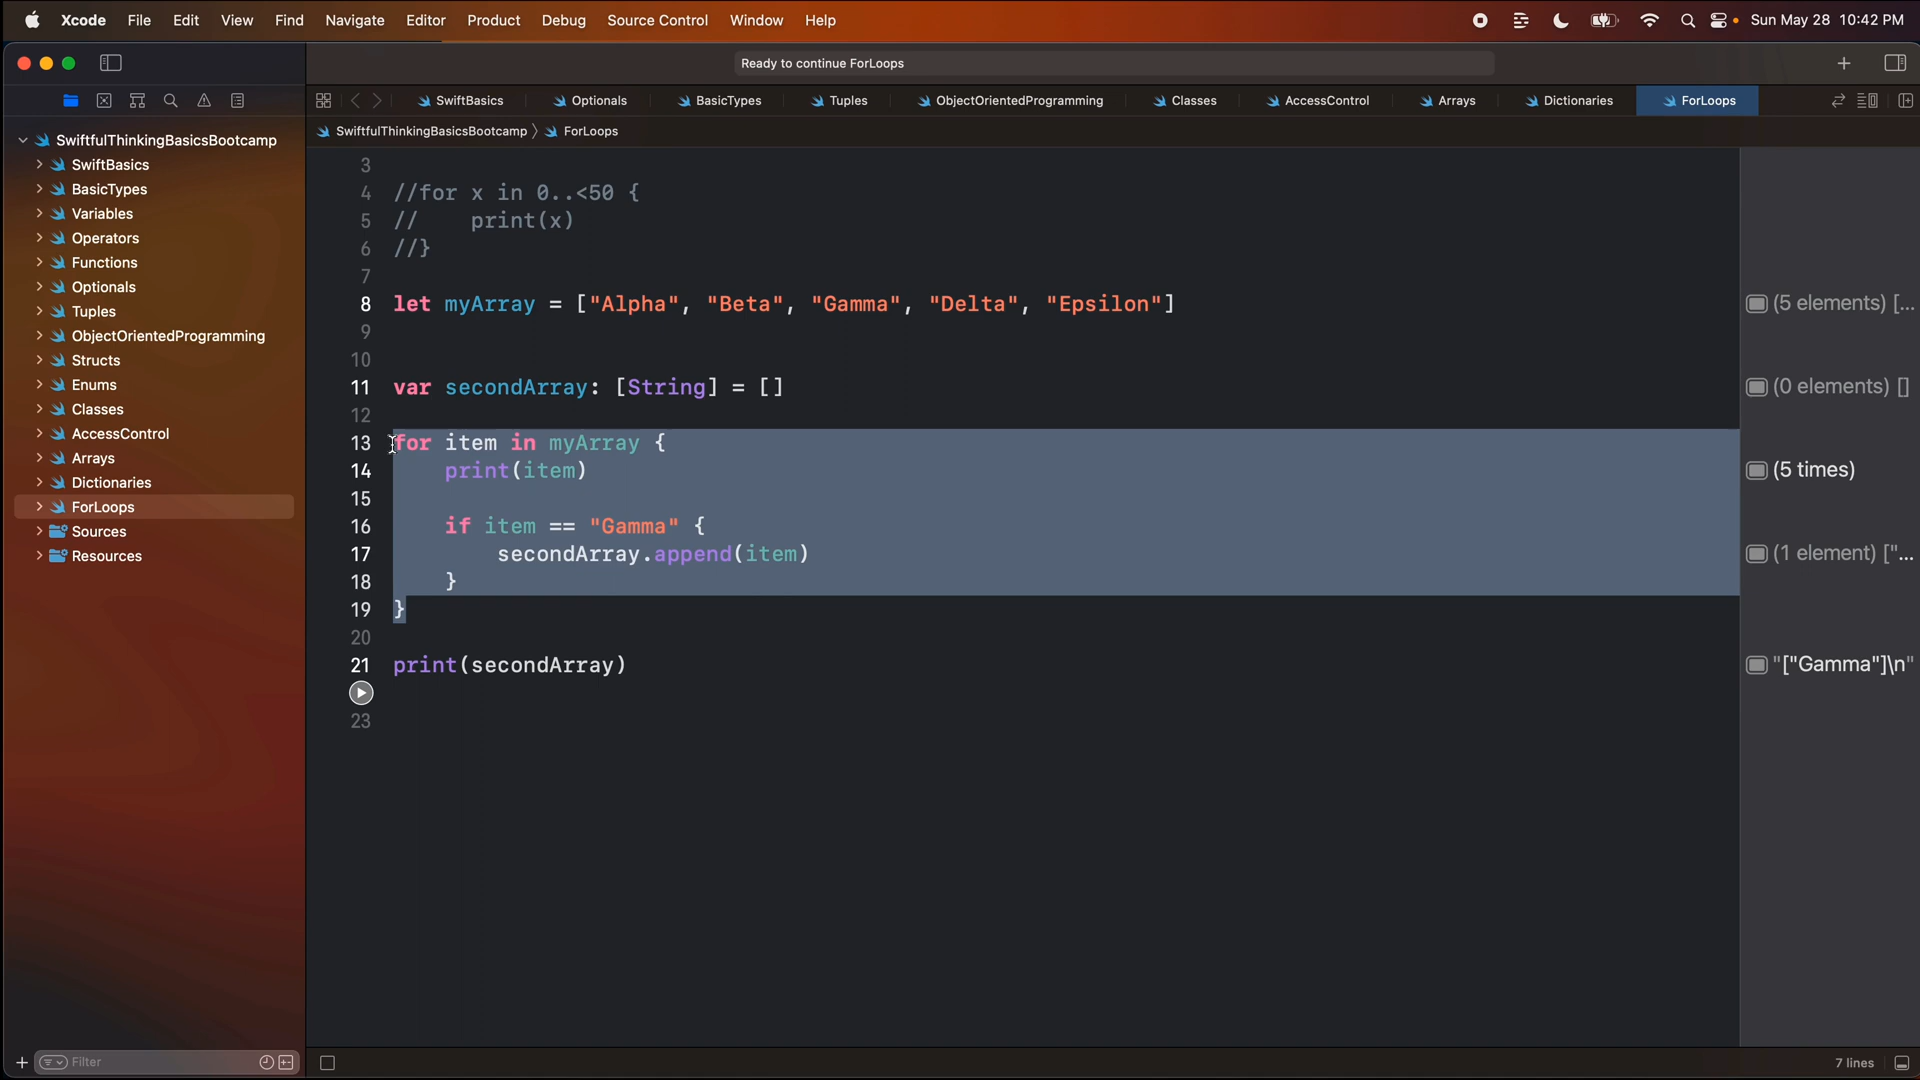 Xcode File Edit View Find Navigate Editor Product Debug Source Control Window Help Sun May 28 10:42 PM
Ready to continue ForLoops
SwiftBasics Optionals BasicTypes Tuples ObjectOrientedProgramming Classes AccessControl Arrays Dictionaries ForLoops
SwiftfulThinkingBasicsBootcamp ForLoops
SwiftfulThinkingBasicsBootcamp
SwiftBasics
BasicTypes
Variables
Operators
Functions
Optionals
Tuples
ObjectOrientedProgramming
Structs
Enums
Classes
AccessControl
Arrays
Dictionaries
ForLoops
Sources
Resources
3
4 //for x in 0..<50 {
5 //    print(x)
6 //}
7
8 let myArray = ["Alpha", "Beta", "Gamma", "Delta", "Epsilon"]
9
10
11 var secondArray: [String] = []
12
13 for item in myArray {
14     print(item)
15
16     if item == "Gamma" {
17         secondArray.append(item)
18     }
19 }
20
21 print(secondArray)
23
(5 elements) [...
(0 elements) []
(5 times)
(1 element) ["...
"["Gamma"]\n"
Filter
7 lines